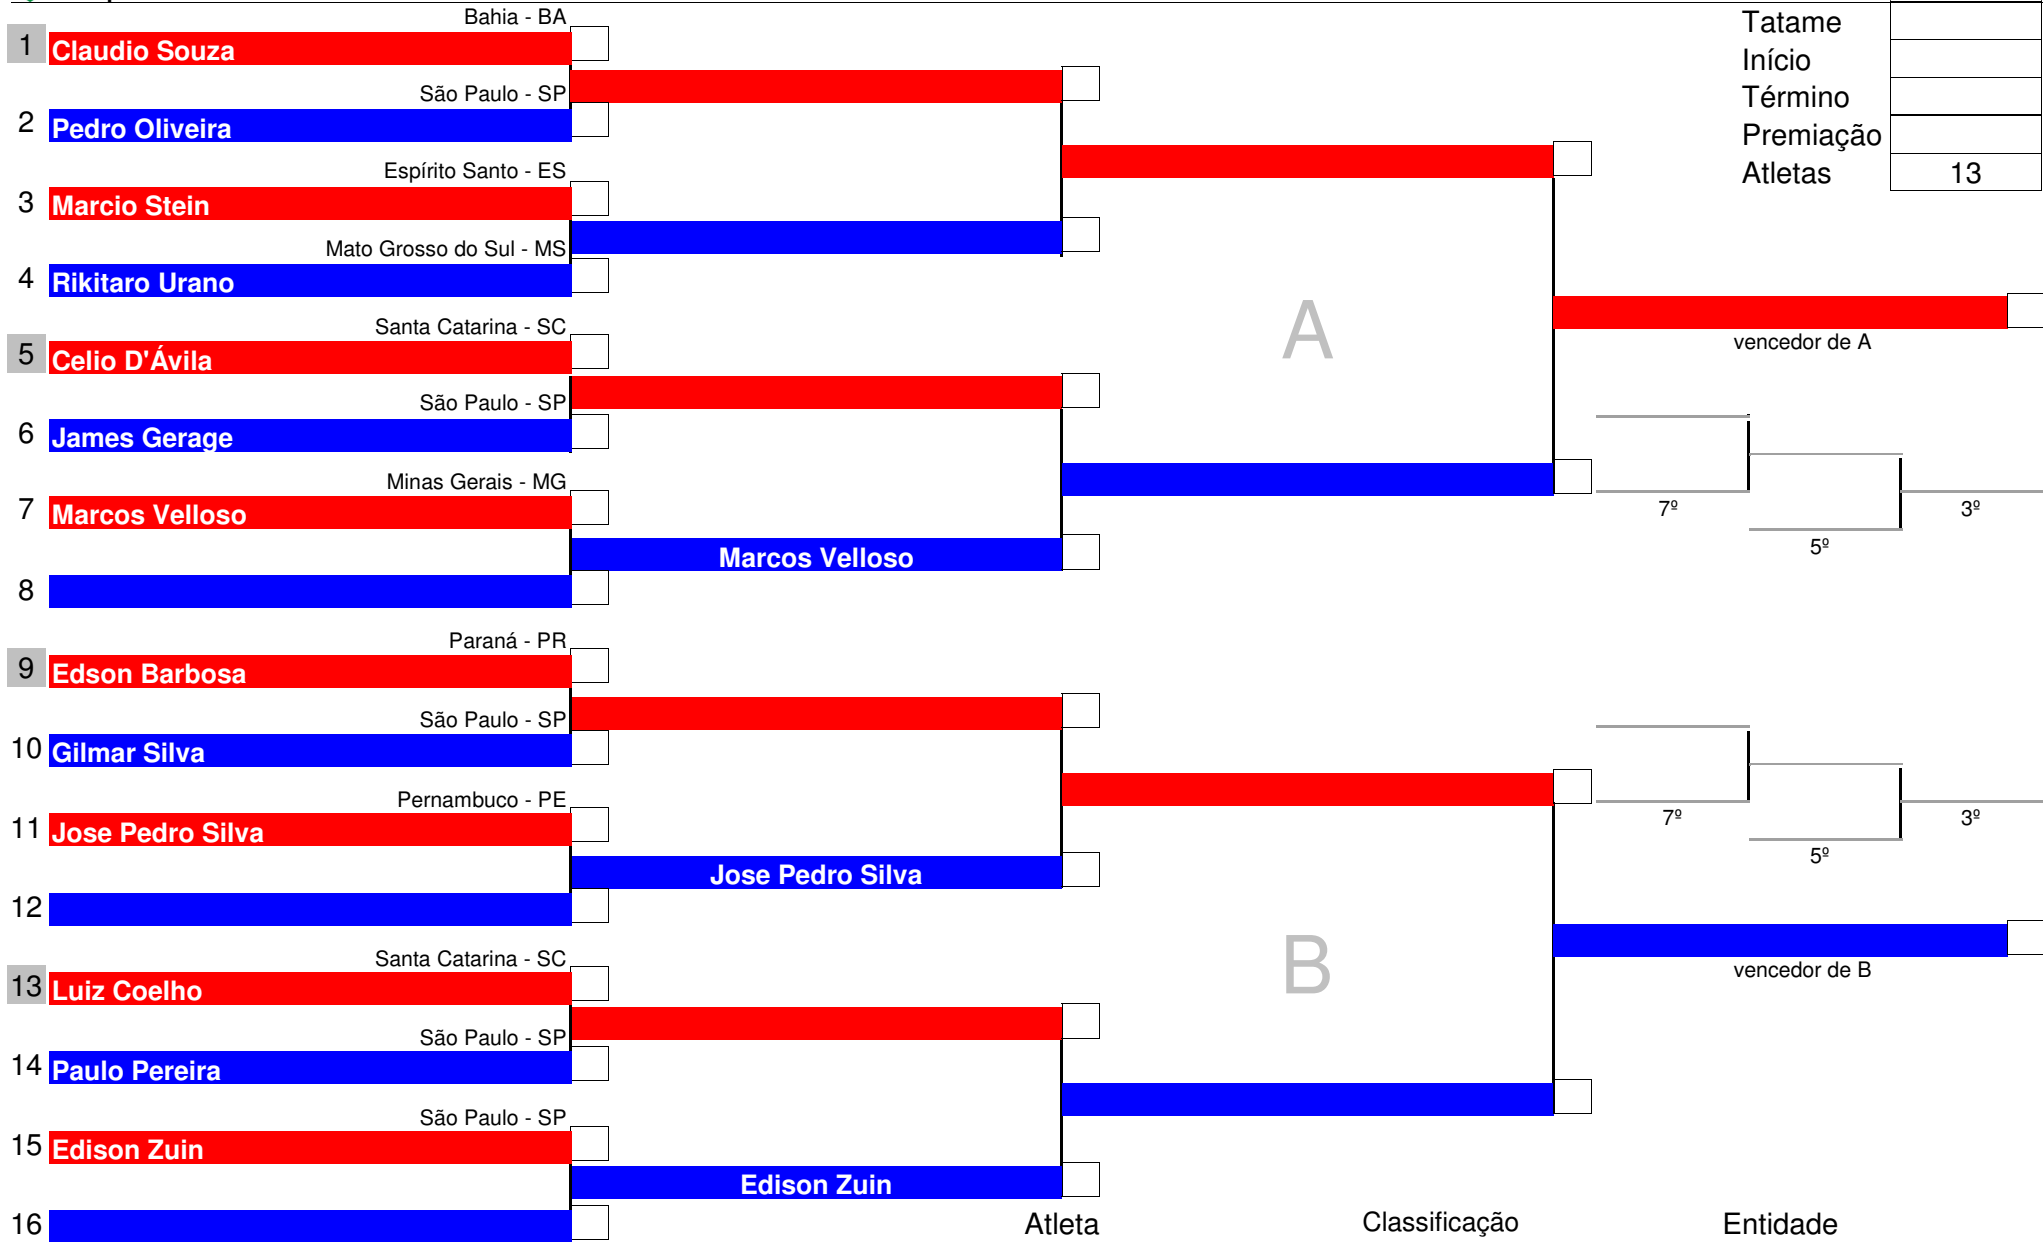 Bahia - BA
1 Claudio Souza
São Paulo - SP
2 Pedro Oliveira
Espírito Santo - ES
3 Marcio Stein
Mato Grosso do Sul - MS
4 Rikitaro Urano
Santa Catarina - SC
5 Celio D'Ávila
São Paulo - SP
6 James Gerage
Minas Gerais - MG
7 Marcos Velloso
Marcos Velloso
8
Paraná - PR
9 Edson Barbosa
São Paulo - SP
10 Gilmar Silva
Pernambuco - PE
11 Jose Pedro Silva
Jose Pedro Silva
12
Santa Catarina - SC
13 Luiz Coelho
São Paulo - SP
14 Paulo Pereira
São Paulo - SP
15 Edison Zuin
Edison Zuin
16
A
B
Tatame
Início
Término
Premiação
Atletas 13
vencedor de A
7º
3º
5º
7º
3º
5º
vencedor de B
Atleta Classificação Entidade